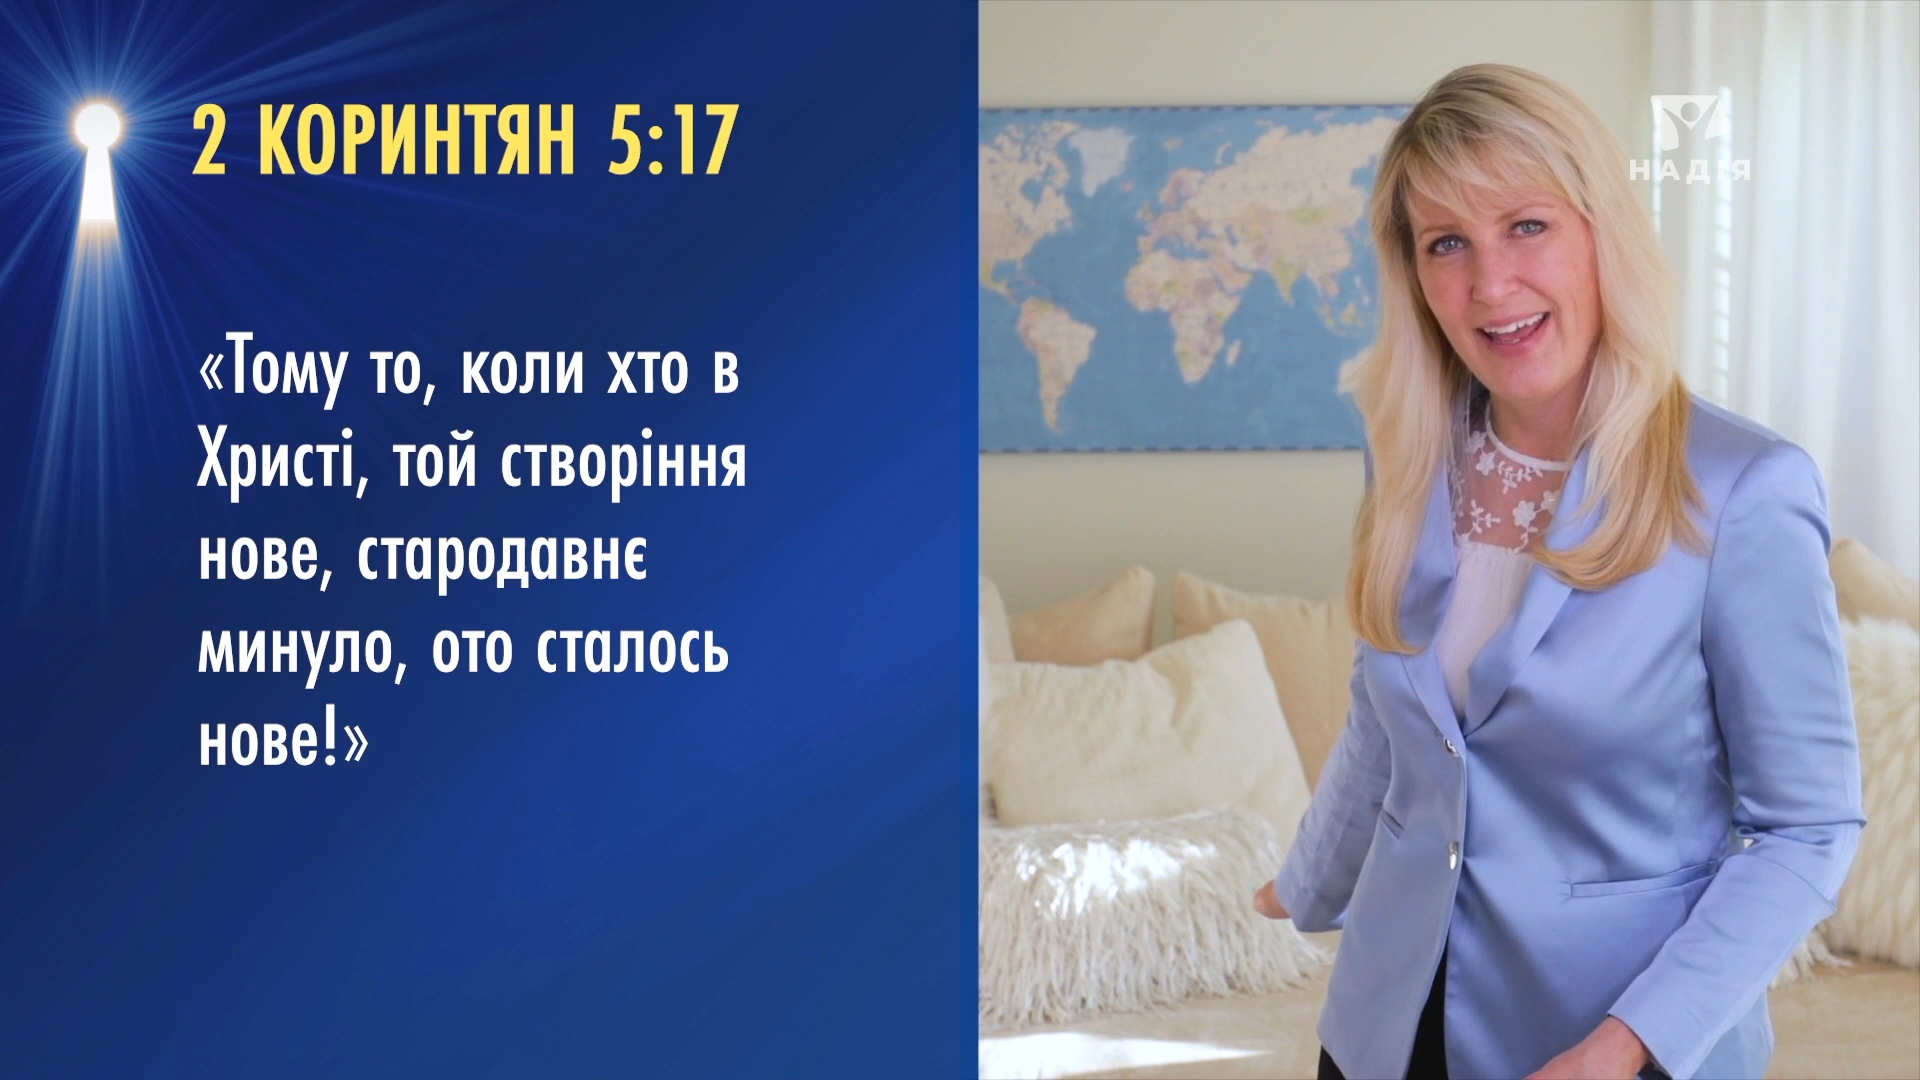 2 КОРИНТЯН 5:17
«Тому то, коли хто в
Христі, той створіння
нове, стародавнє
минуло, ото сталось
нове!»
НАДІЯ